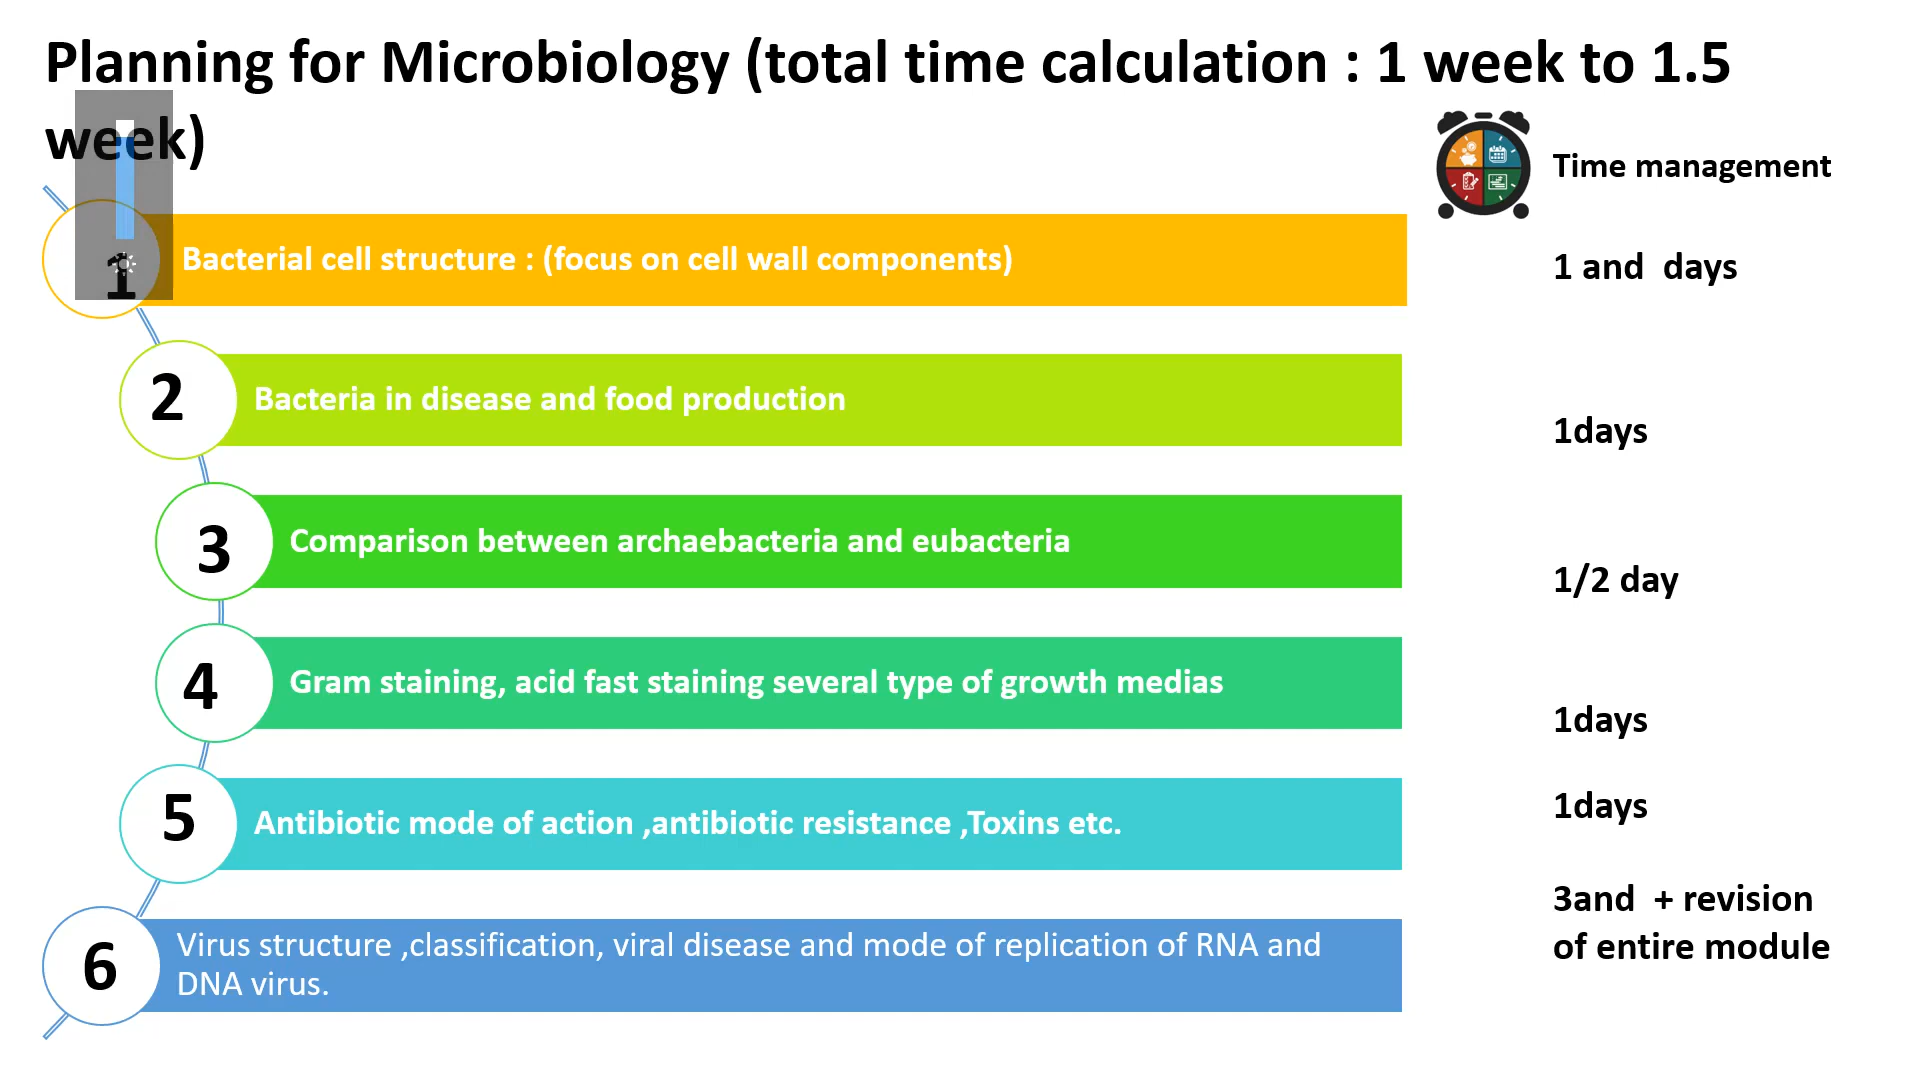 Planning for Microbiology (total time calculation : 1 week to 1.5
week)
Time management
1
Bacterial cell structure : (focus on cell wall components)
1 and  days
2
Bacteria in disease and food production
1days
3
Comparison between archaebacteria and eubacteria
1/2 day
4
Gram staining, acid fast staining several type of growth medias
1days
5
Antibiotic mode of action ,antibiotic resistance ,Toxins etc.
1days
6
Virus structure ,classification, viral disease and mode of replication of RNA and
DNA virus.
3and  + revision
of entire module